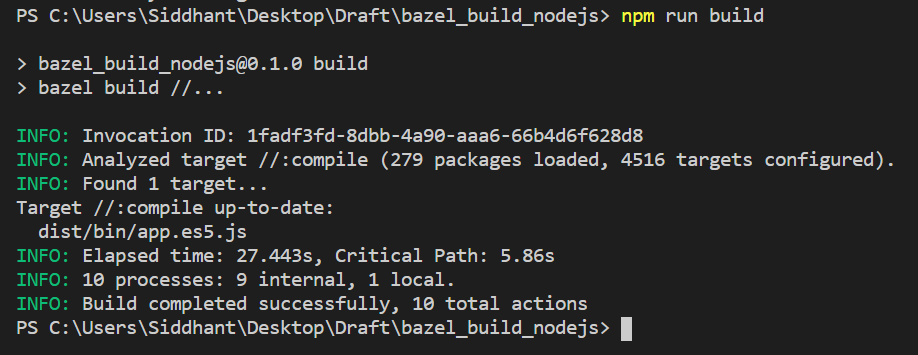 PS C:\Users\Siddhant\Desktop\Draft\bazel_build_nodejs> npm run build
> bazel_build_nodejs@0.1.0 build
> bazel build //...
INFO: Invocation ID: 1fadf3fd-8dbb-4a90-aaa6-66b4d6f628d8
INFO: Analyzed target //:compile (279 packages loaded, 4516 targets configured).
INFO: Found 1 target...
Target //:compile up-to-date:
  dist/bin/app.es5.js
INFO: Elapsed time: 27.443s, Critical Path: 5.86s
INFO: 10 processes: 9 internal, 1 local.
INFO: Build completed successfully, 10 total actions
PS C:\Users\Siddhant\Desktop\Draft\bazel_build_nodejs>